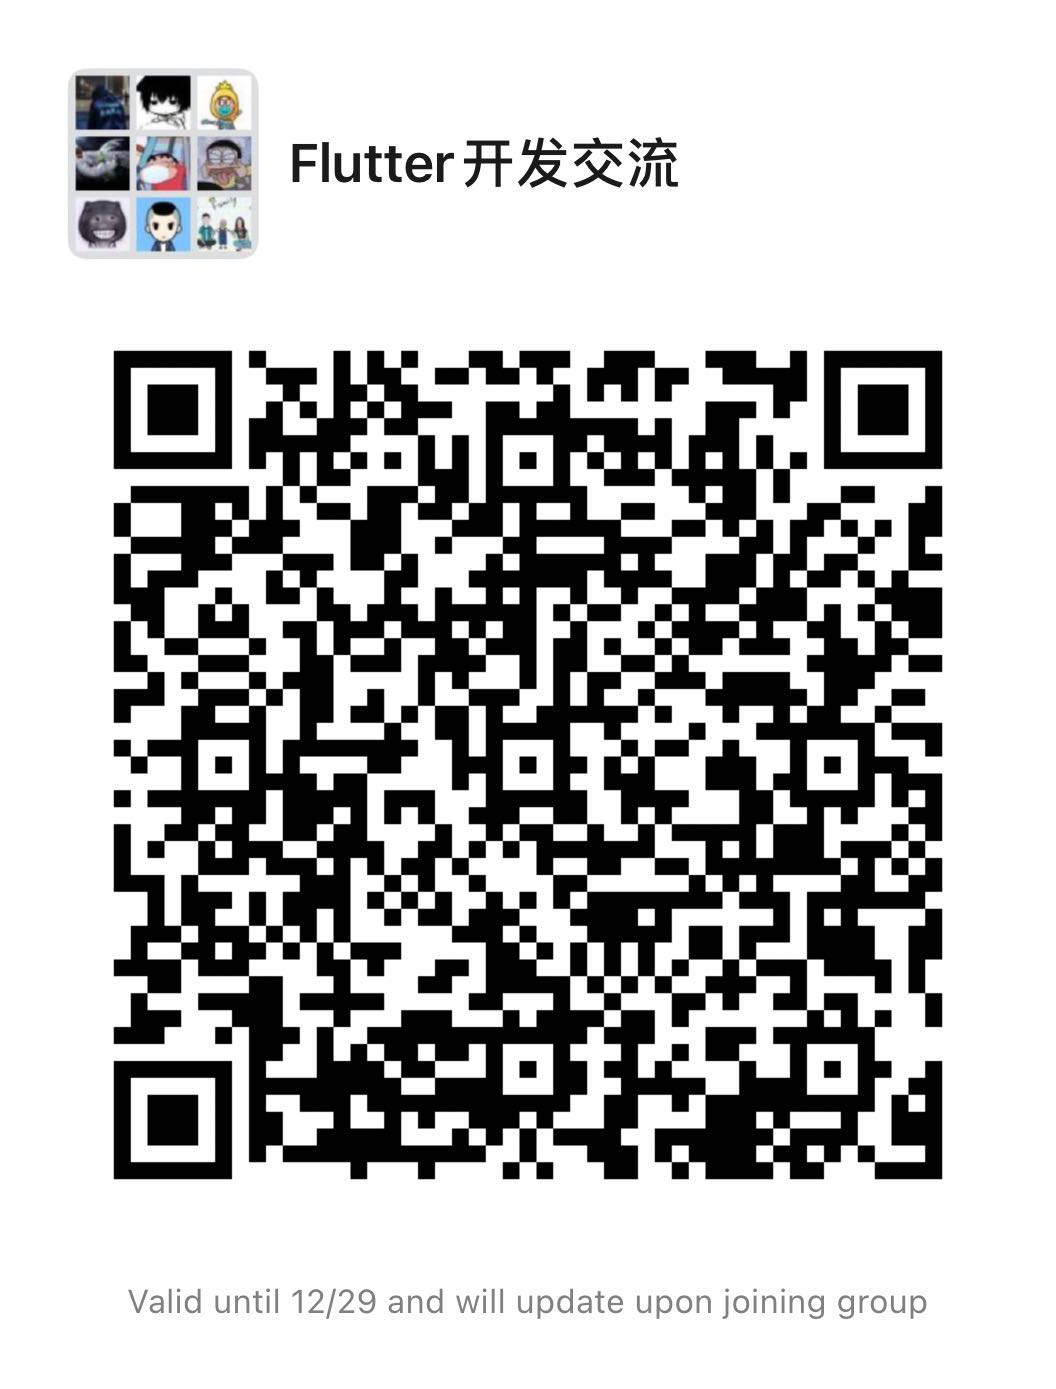 Flutter开发交流
Valid until 12/29 and will update upon joining group